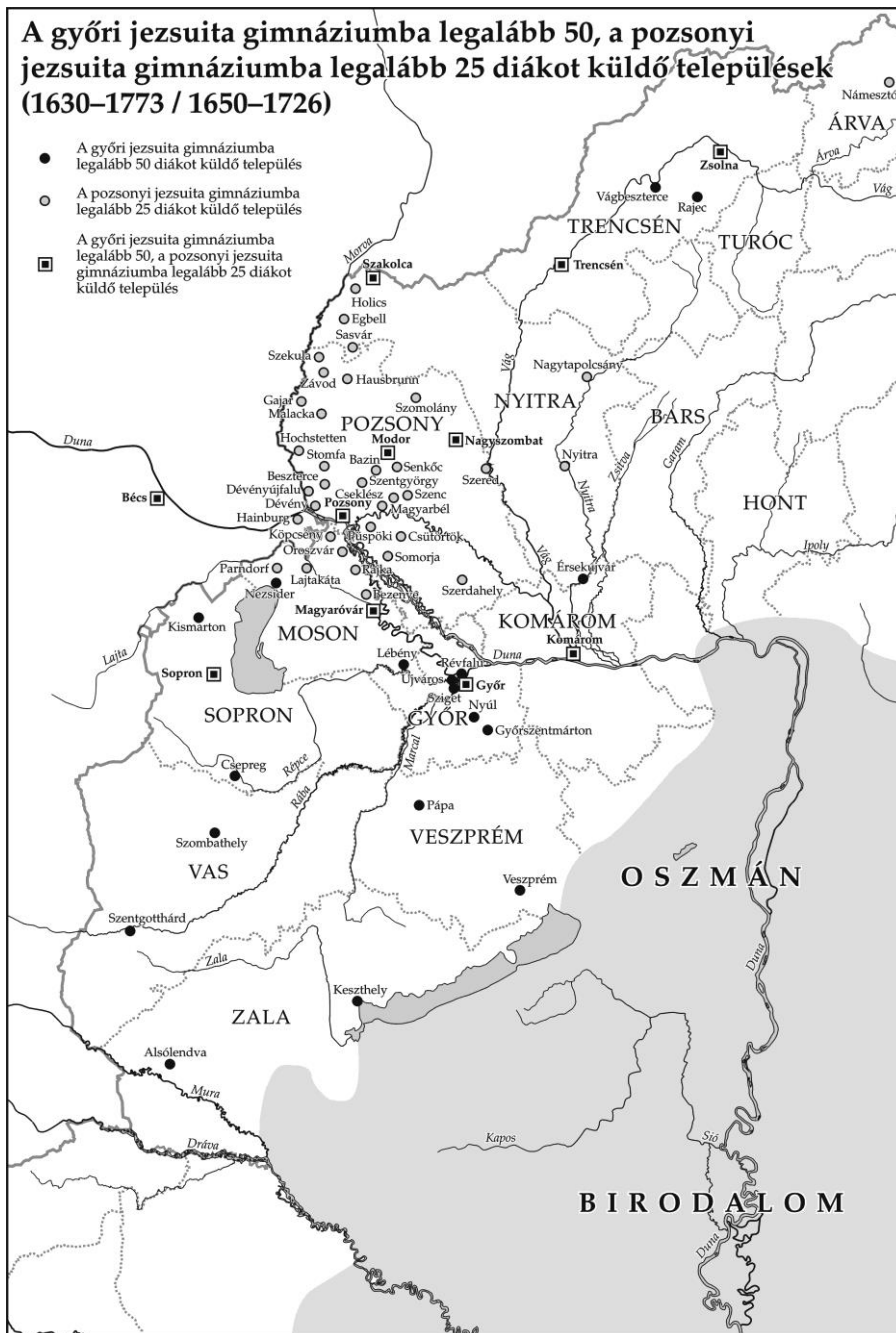 A győri jezsuita gimnáziumba legalább 50, a pozsonyi
jezsuita gimnáziumba legalább 25 diákot küldő települések
(1630–1773 / 1650–1726)
A győri jezsuita gimnáziumba
legalább 50 diákot küldő település
A pozsonyi jezsuita gimnáziumba
legalább 25 diákot küldő település
A győri jezsuita gimnáziumba
legalább 50, a pozsonyi jezsuita
gimnáziumba legalább 25 diákot
küldő település
Námesztó
ÁRVA
Árva
Zsolna
Vág
Vágbeszterce
Rajec
TRENCSÉN
TURÓC
Morva
Szakolca
Trencsén
Holics
Egbell
Sasvár
Szekula
Závod
Hausbrunn
Vág
Nagytapolcsány
Gajar
Malacka
Szomolány
NYITRA
BARS
POZSONY
Duna
Hochstetten
Modor
Nagyszombat
Stomfa
Bazin
Senkőc
Zsitva
Garam
Beszterce
Szentgyörgy
Szered
Nyitra
Dévényújfalu
Cseklész
Szenc
Nyitra
HONT
Bécs
Dévény
Pozsony
Magyarbél
Hainburg
Püspöki
Csütörtök
Köpcsény
Oroszvár
Somorja
Vág
Ipoly
Parndorf
Lajtakáta
Rajka
Szerdahely
Érsekújvár
Nezsider
Bezenye
Kismarton
Magyaróvár
KOMÁROM
MOSON
Komárom
Lajta
Lébény
Révfalu
Duna
Sopron
Újváros
Győr
Sziget
SOPRON
GYŐR
Nyúl
Győrszentmárton
Marcal
Csepreg
Répce
Rába
Pápa
Szombathely
VESZPRÉM
VAS
OSZMÁN
Veszprém
Szentgotthárd
Zala
Duna
Keszthely
ZALA
Alsólendva
Mura
Dráva
Kapos
Sió
BIRODALOM
Duna